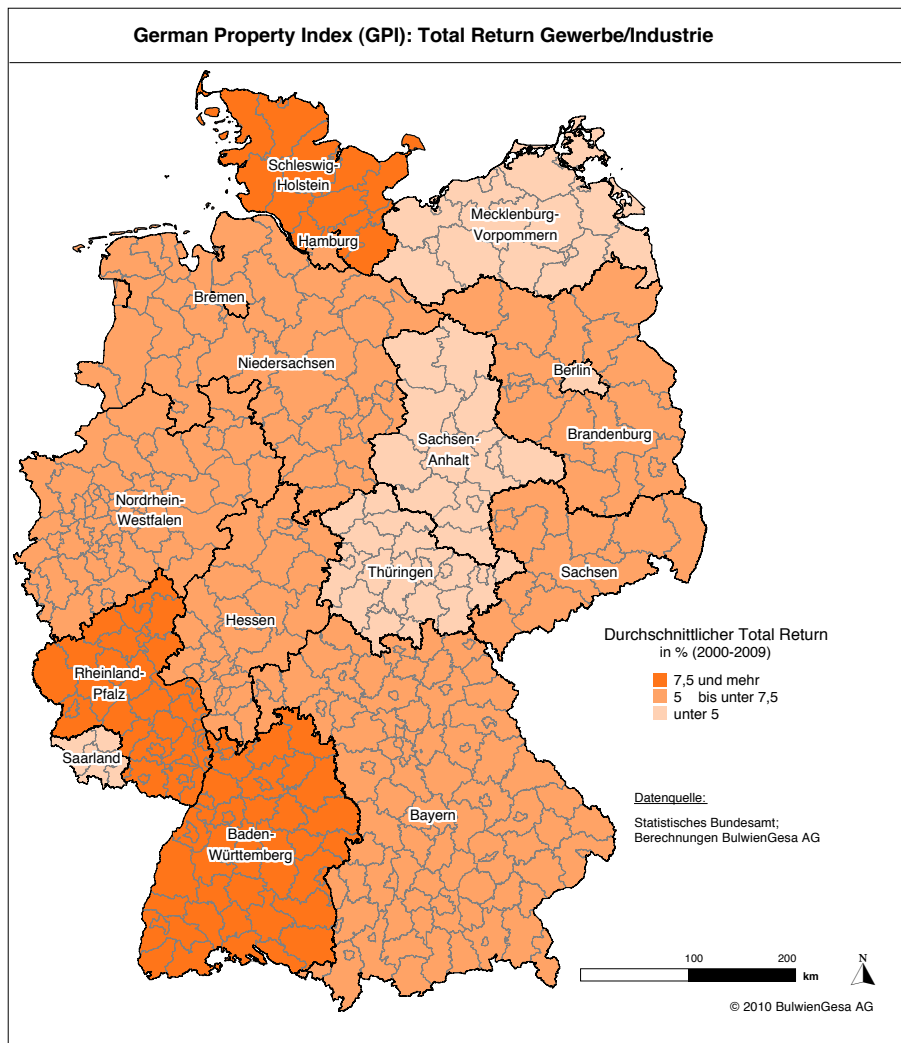 German Property Index (GPI): Total Return Gewerbe/Industrie
Schleswig-
Holstein
Mecklenburg-
Vorpommern
Hamburg
Bremen
Niedersachsen
Berlin
Sachsen-
Anhalt
Brandenburg
Nordrhein-
Westfalen
Thüringen
Sachsen
Hessen
Rheinland-
Pfalz
Saarland
Bayern
Baden-
Württemberg
Durchschnittlicher Total Return
in % (2000-2009)
7,5 und mehr
5 bis unter 7,5
unter 5
Datenquelle:
Statistisches Bundesamt;
Berechnungen BulwienGesa AG
100 200
km
N
© 2010 BulwienGesa AG